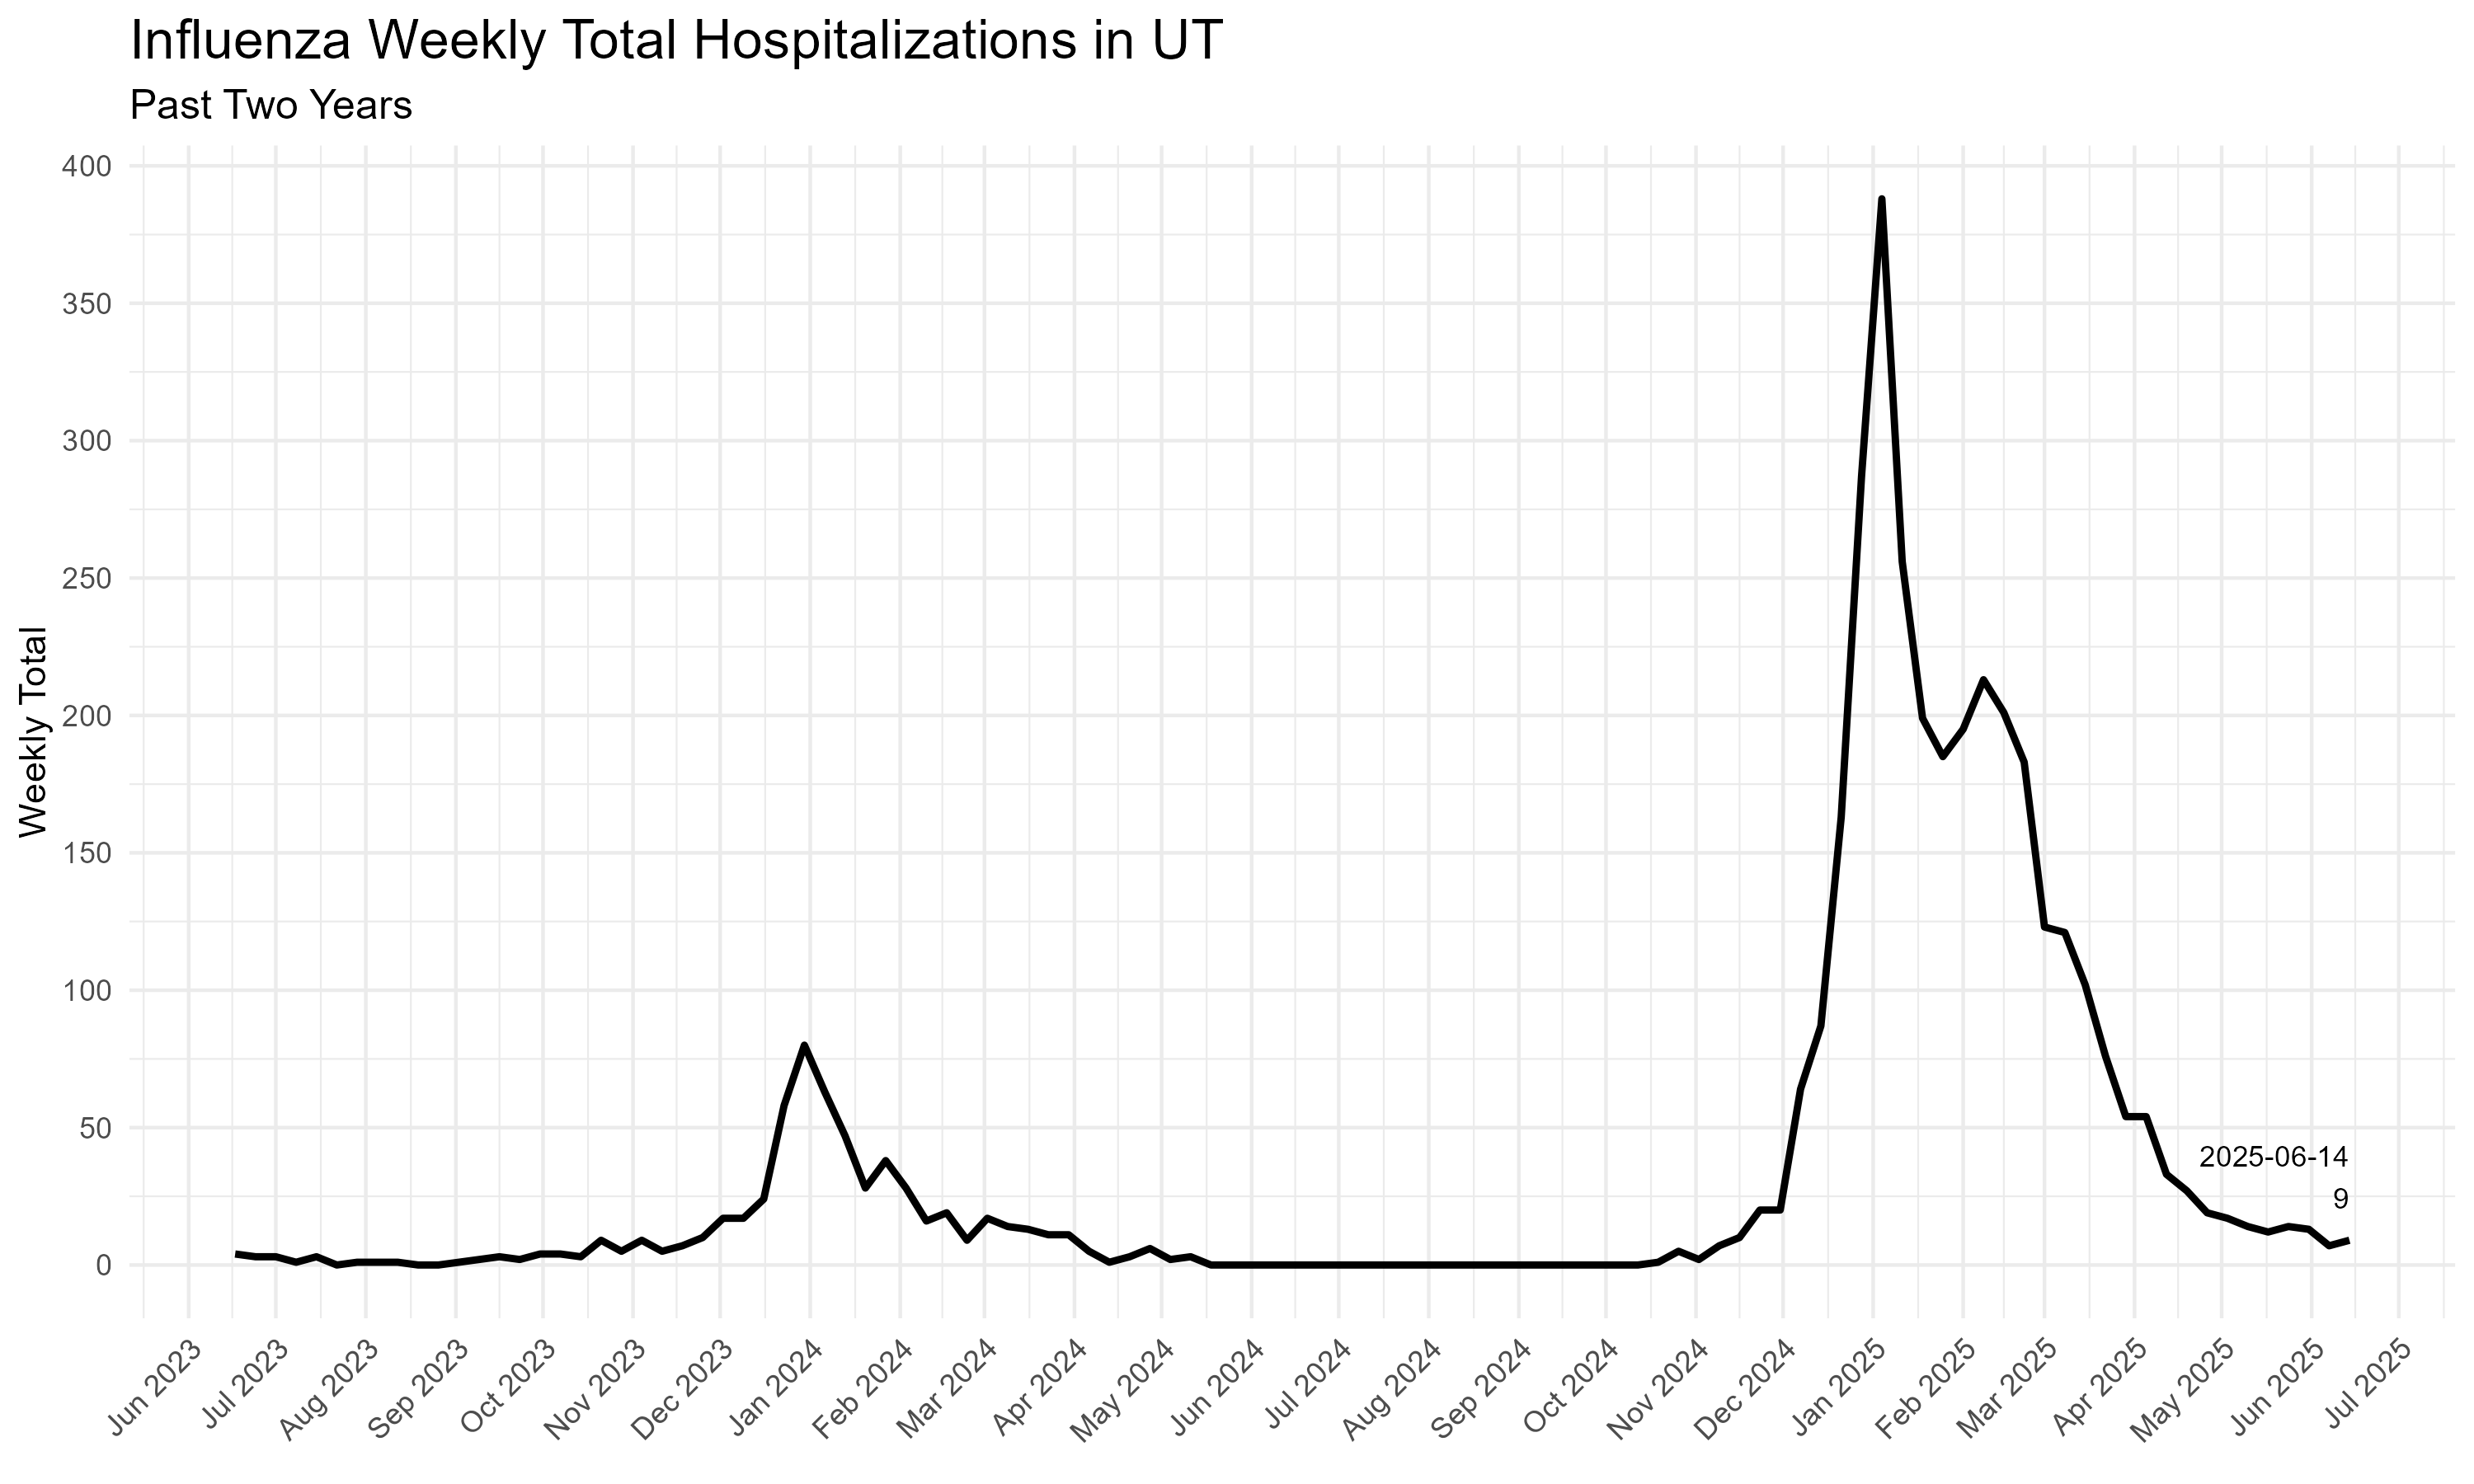 Influenza Weekly Total Hospitalizations in UT
Past Two Years
Weekly Total
400
350
300
250
200
150
100
50
0
2025-06-14
9
Jun 2023
Jul 2023
Aug 2023
Sep 2023
Oct 2023
Nov 2023
Dec 2023
Jan 2024
Feb 2024
Mar 2024
Apr 2024
May 2024
Jun 2024
Jul 2024
Aug 2024
Sep 2024
Oct 2024
Nov 2024
Dec 2024
Jan 2025
Feb 2025
Mar 2025
Apr 2025
May 2025
Jun 2025
Jul 2025